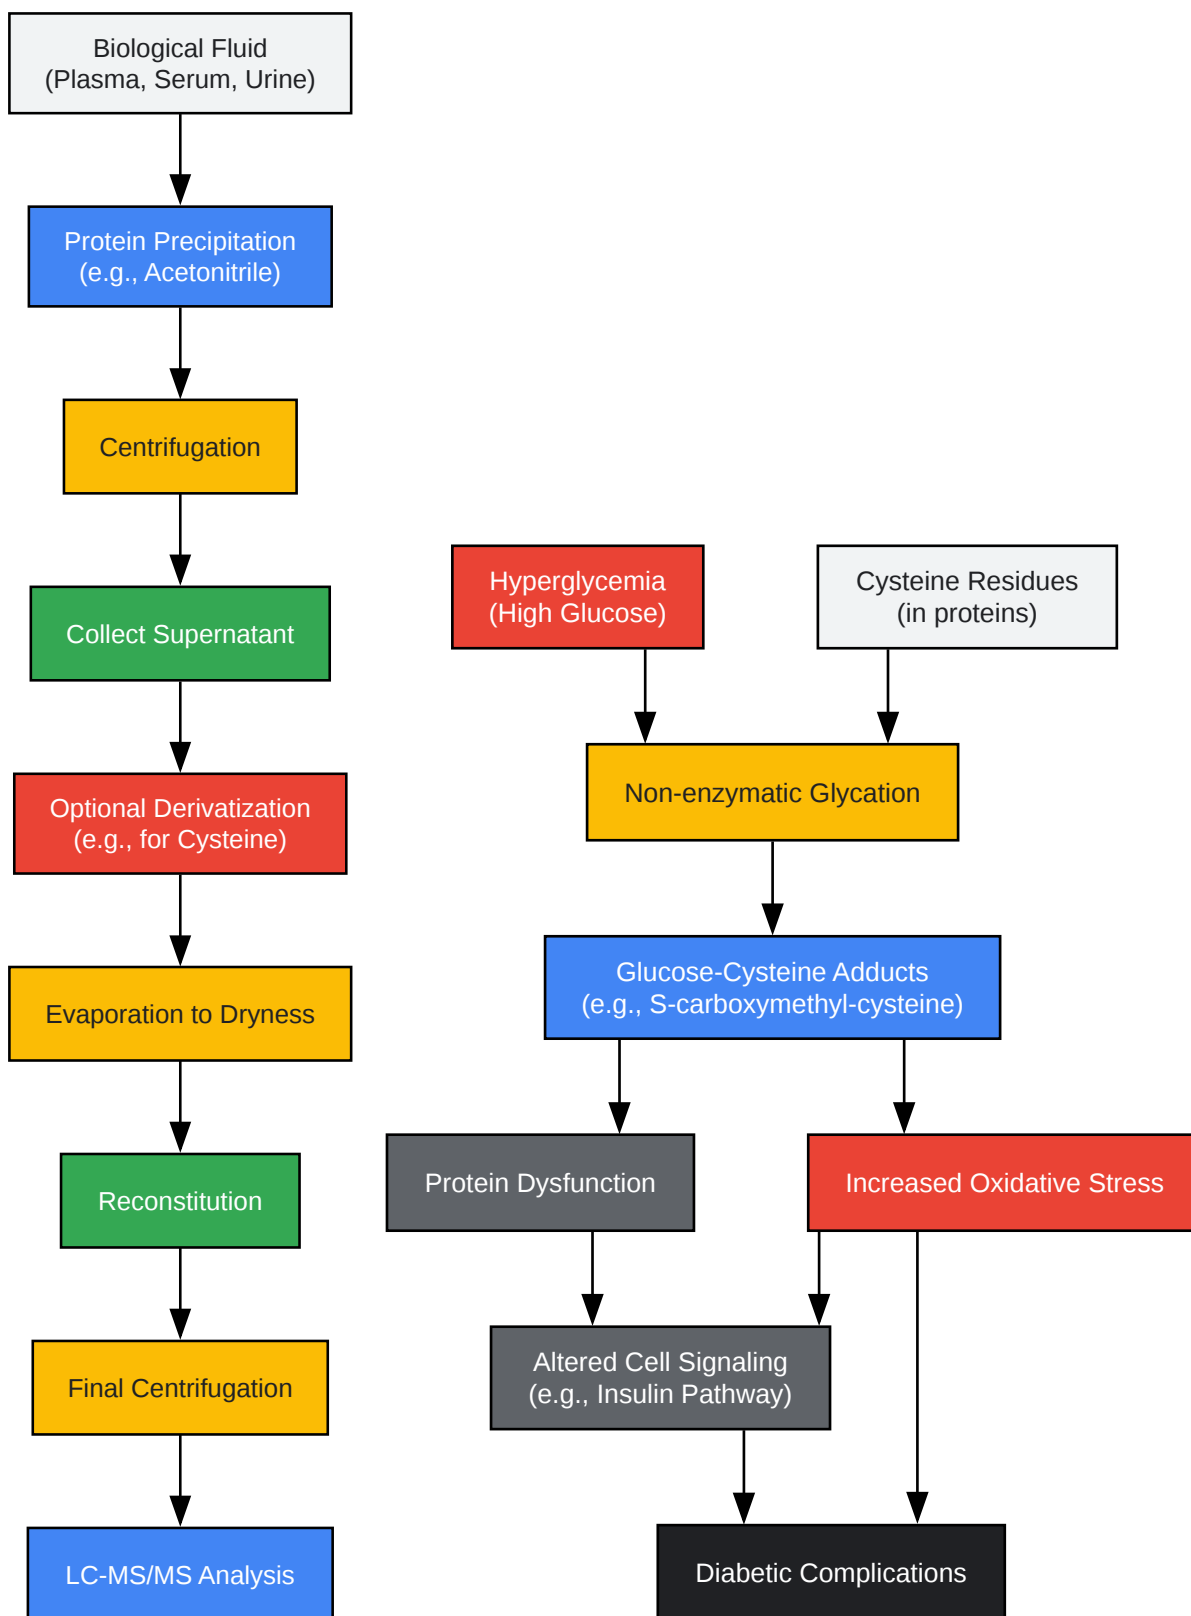 Biological Fluid
(Plasma, Serum, Urine)
Protein Precipitation
(e.g., Acetonitrile)
Centrifugation
Collect Supernatant
Optional Derivatization
(e.g., for Cysteine)
Evaporation to Dryness
Reconstitution
Final Centrifugation
LC-MS/MS Analysis
Hyperglycemia
(High Glucose)
Cysteine Residues
(in proteins)
Non-enzymatic Glycation
Glucose-Cysteine Adducts
(e.g., S-carboxymethyl-cysteine)
Protein Dysfunction
Increased Oxidative Stress
Altered Cell Signaling
(e.g., Insulin Pathway)
Diabetic Complications